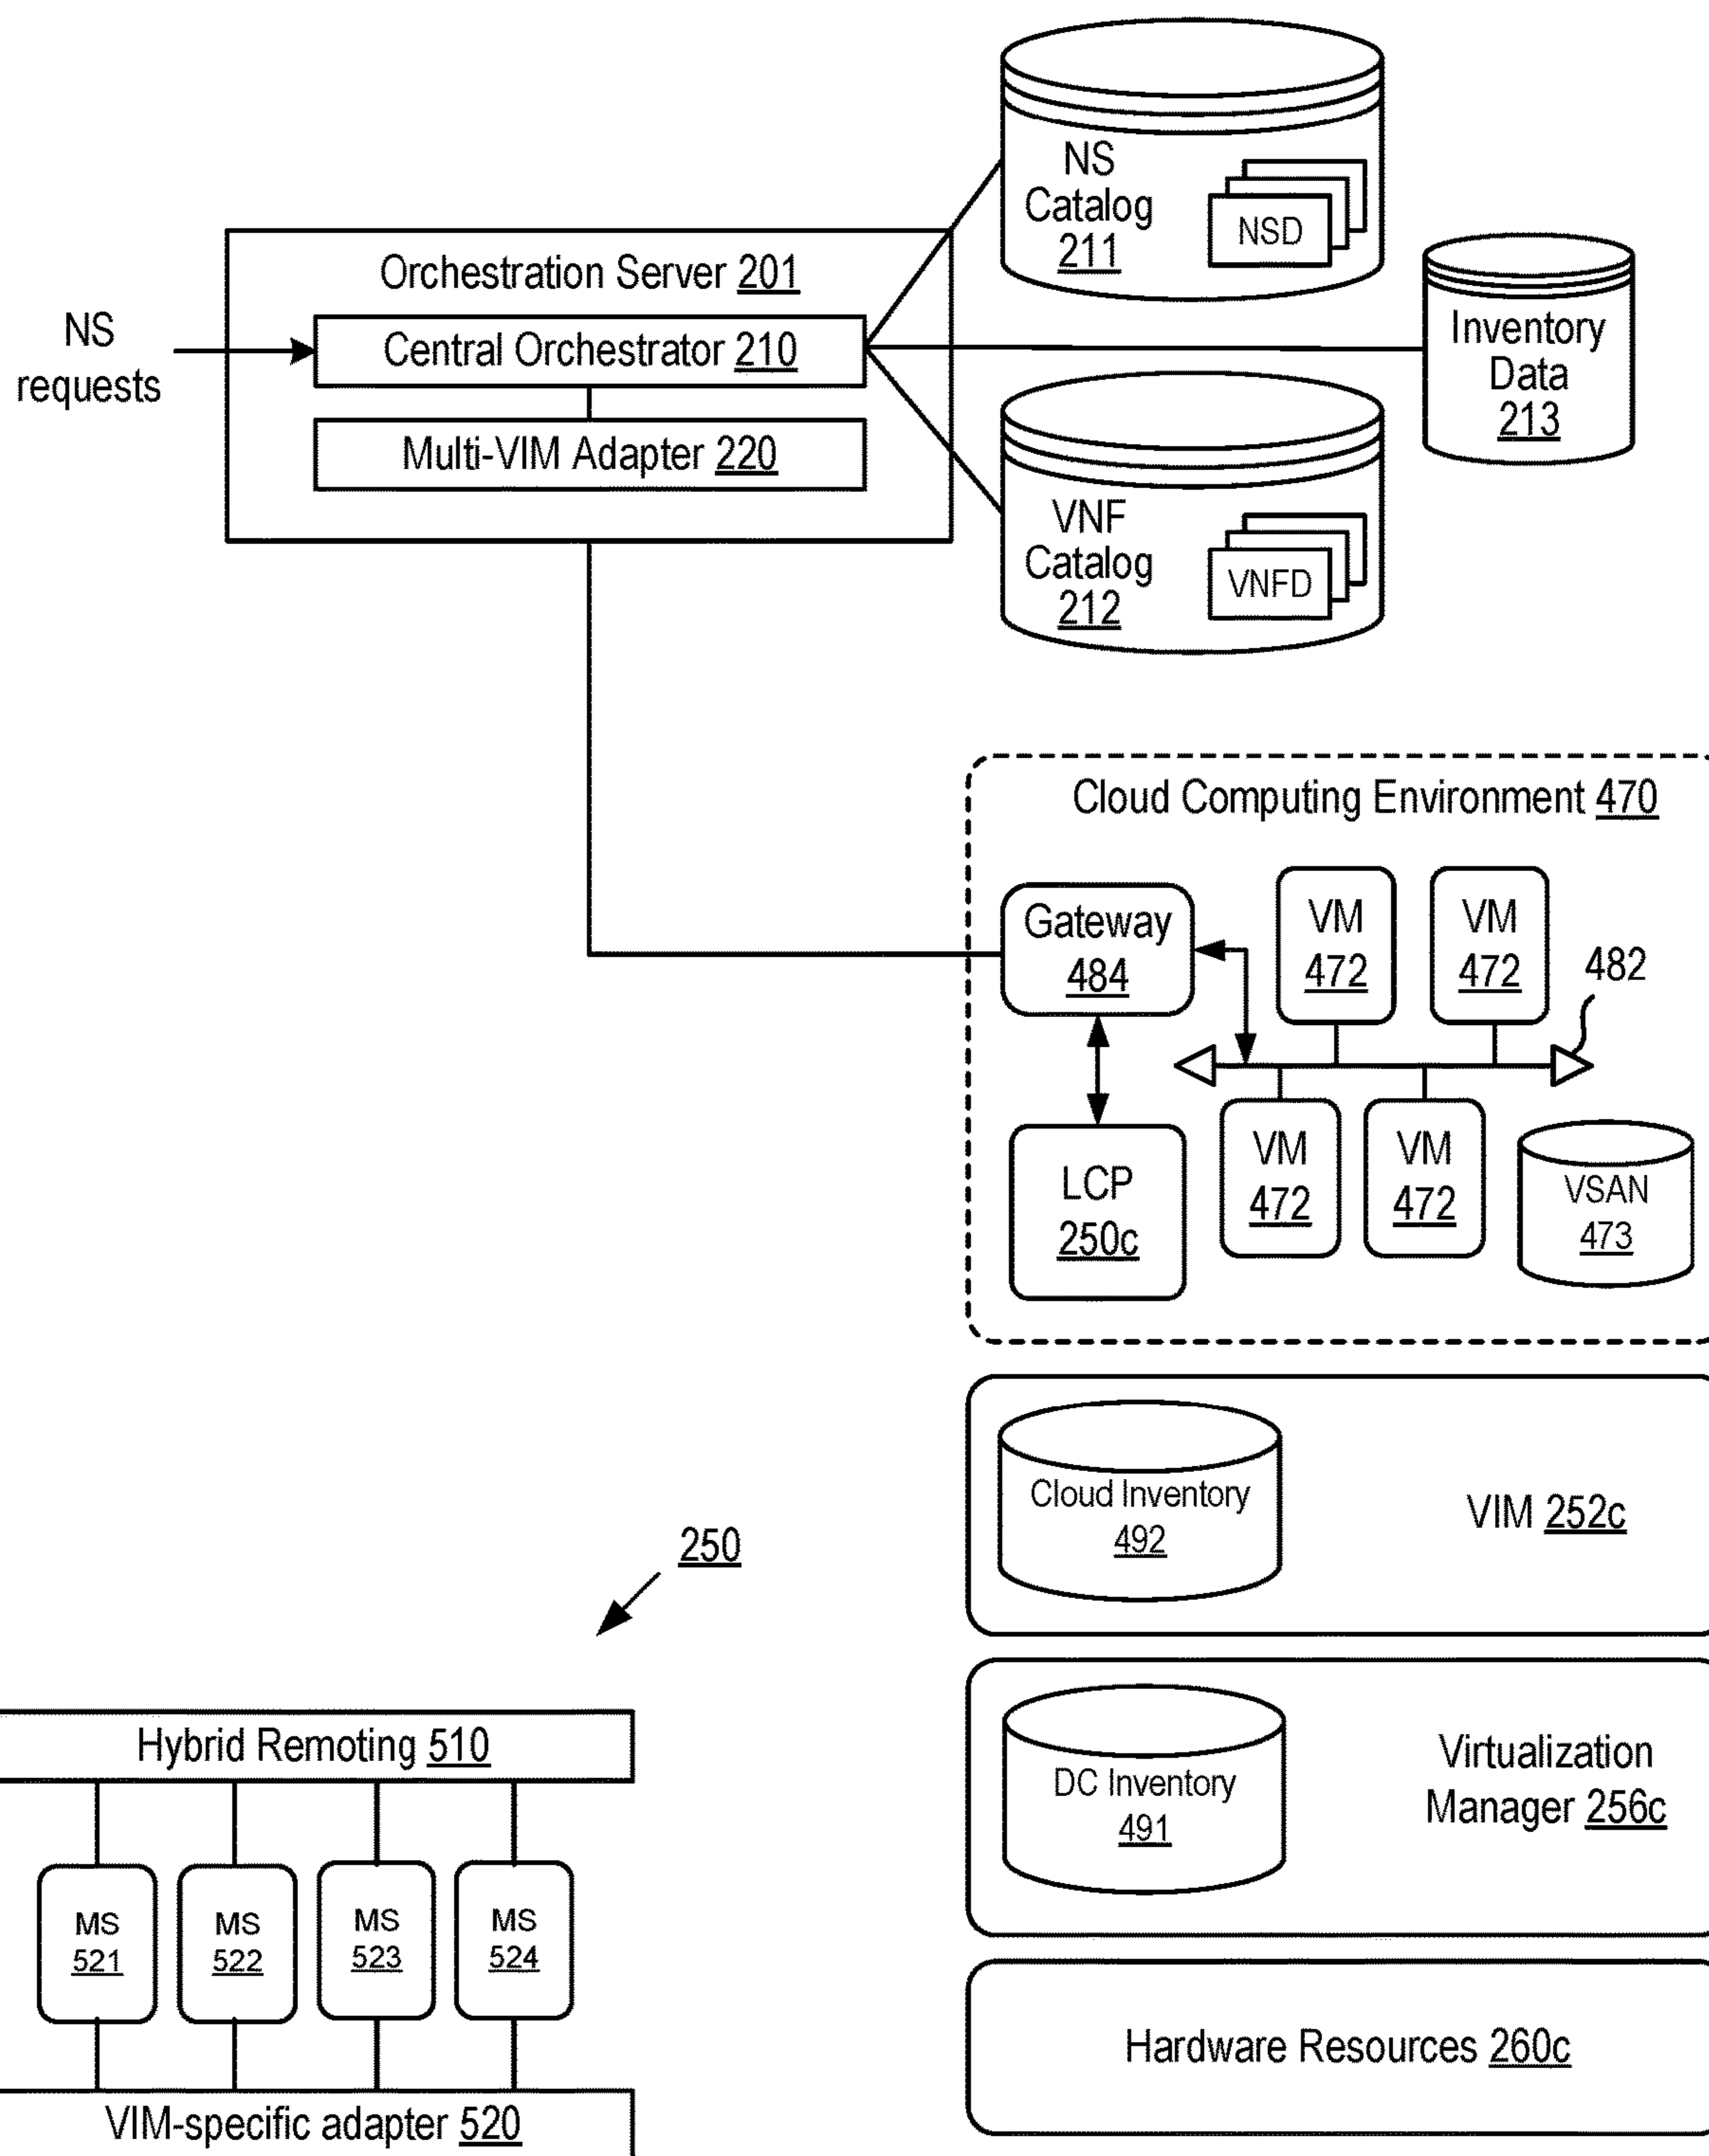 NS
Catalog
211
NSD
Orchestration Server 201
NS
requests
Central Orchestrator 210
Multi-VIM Adapter 220
Inventory
Data
213
VNF
Catalog
212
VNFD
Cloud Computing Environment 470
Gateway
484
VM
472
VM
472
482
LCP
250c
VM
472
VM
472
VSAN
473
Cloud Inventory
492
VIM 252c
250
Hybrid Remoting 510
DC Inventory
491
Virtualization
Manager 256c
MS
521
MS
522
MS
523
MS
524
Hardware Resources 260c
VIM-specific adapter 520